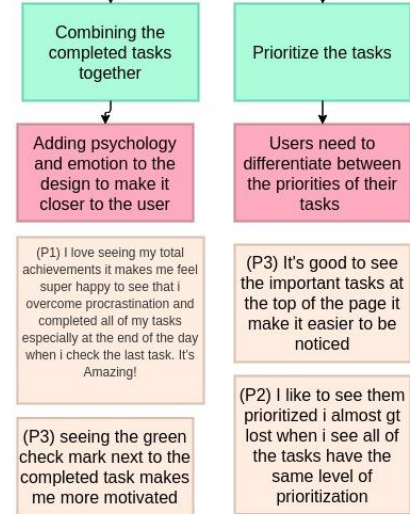 Combining the
completed tasks
together
Adding psychology
and emotion to the
design to make it
closer to the user
(P1) I love seeing my total
achievements it makes me feel
super happy to see that i
overcome procrastination and
completed all of my tasks
especially at the end of the day
when i check the last task. It's
Amazing!
(P3) seeing the green
check mark next to the
completed task makes
me more motivated
Prioritize the tasks
Users need to
differentiate between
the priorities of their
tasks
(P3) It's good to see
the important tasks at
the top of the page it
make it easier to be
noticed
(P2) I like to see them
prioritized i almost gt
lost when i see all of
the tasks have the
same level of
prioritization